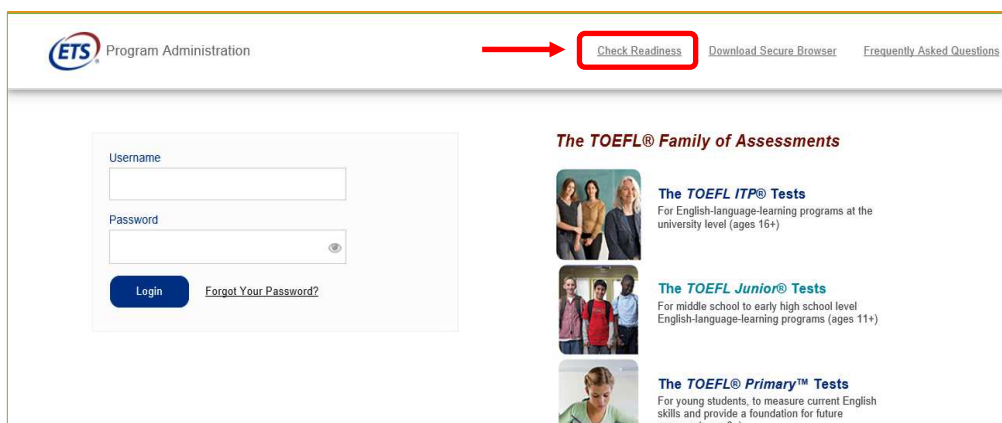 ETS® Program Administration
Check Readiness
Download Secure Browser
Frequently Asked Questions
Username
Password
Login
Forgot Your Password?
The TOEFL® Family of Assessments
The TOEFL ITP® Tests
For English-language-learning programs at the
university level (ages 16+)
The TOEFL Junior® Tests
For middle school to early high school level
English-language-learning programs (ages 11+)
The TOEFL® Primary™ Tests
For young students, to measure current English
skills and provide a foundation for future